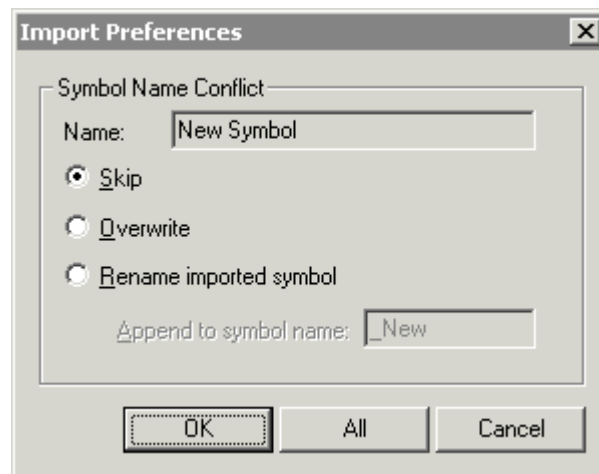 Import Preferences
Symbol Name Conflict
Name: New Symbol
Skip
Overwrite
Rename imported symbol
Append to symbol name: _New
OK All Cancel